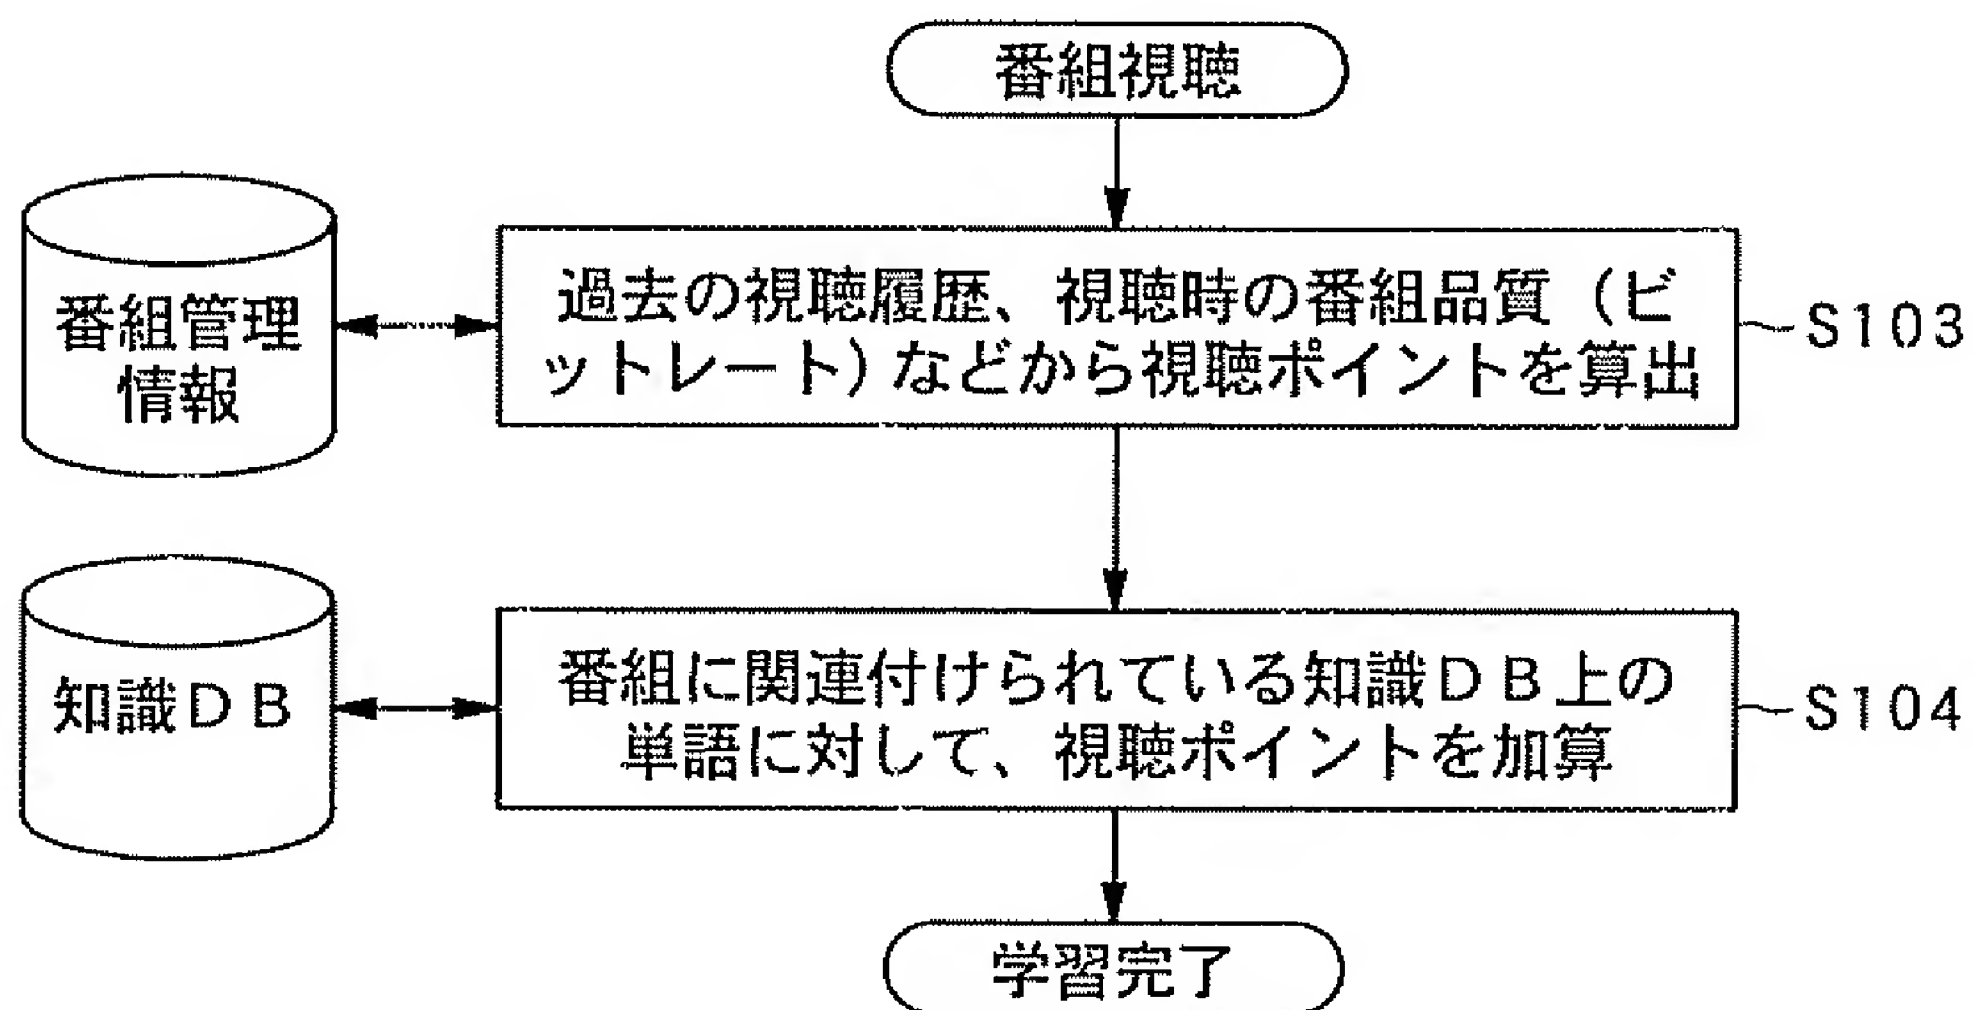 番組視聴
番組管理
情報
過去の視聴履歴、視聴時の番組品質(ビ
ットレート)などから視聴ポイントを算出
S103
知識DB
番組に関連付けられている知識DB上の
単語に対して、視聴ポイントを加算
S104
学習完了